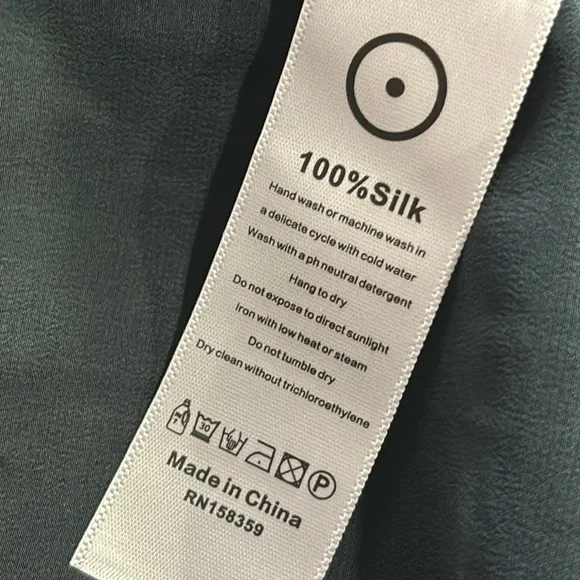 100%Silk
Hand wash or machine wash in
a delicate cycle with cold water
Wash with a ph neutral detergent
Hang to dry
Do not expose to direct sunlight
Iron with low heat or steam
Do not tumble dry
Dry clean without trichloroethylene
30 P
Made in China
RN158359